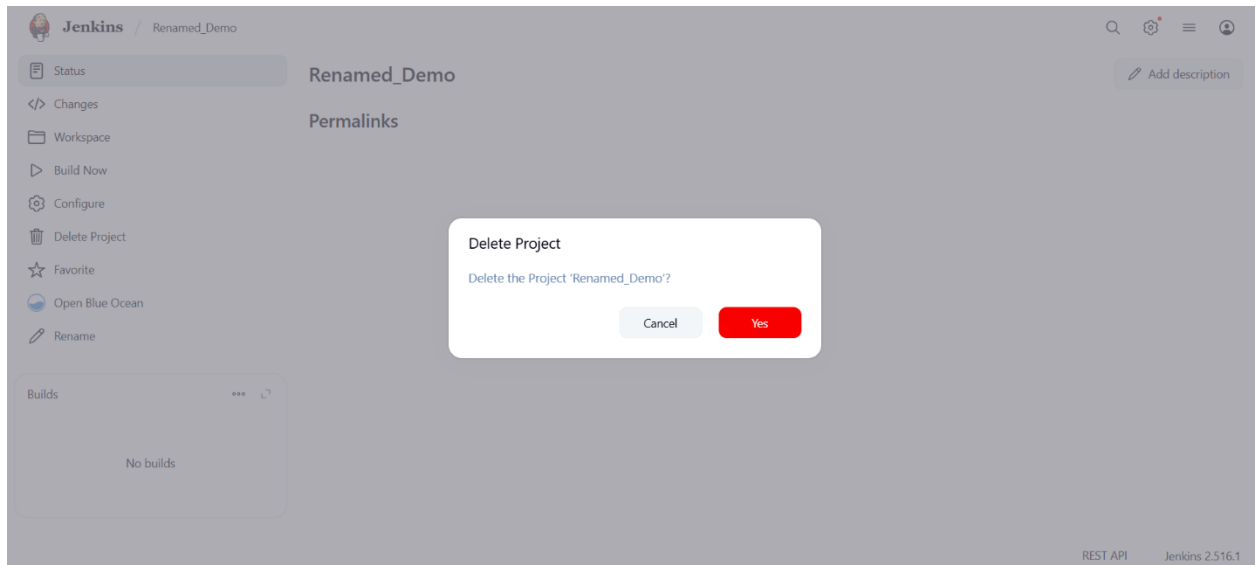 Jenkins / Renamed_Demo
Status
Changes
Workspace
Build Now
Configure
Delete Project
Favorite
Open Blue Ocean
Rename
Builds
No builds
Renamed_Demo
Add description
Permalinks
Delete Project
Delete the Project ‘Renamed_Demo’?
Cancel Yes
REST API Jenkins 2.516.1